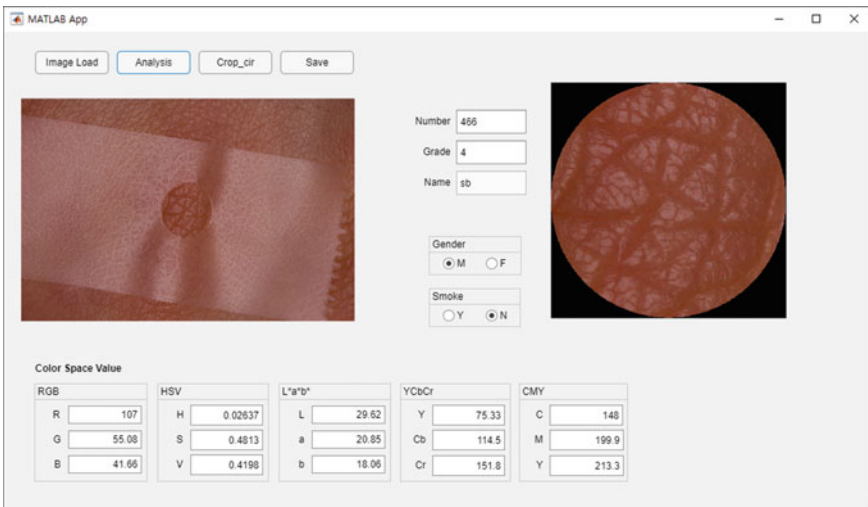 MATLAB App
Image Load Analysis Crop_cir Save
Number 466
Grade 4
Name sb
Gender
M F
Smoke
Y N
Color Space Value
RGB HSV L*a*b* YCbCr CMY
R 107 H 0.02637 L 29.62 Y 75.33 C 148
G 55.08 S 0.4813 a 20.85 Cb 114.5 M 199.9
B 41.66 V 0.4198 b 18.06 Cr 151.8 Y 213.3